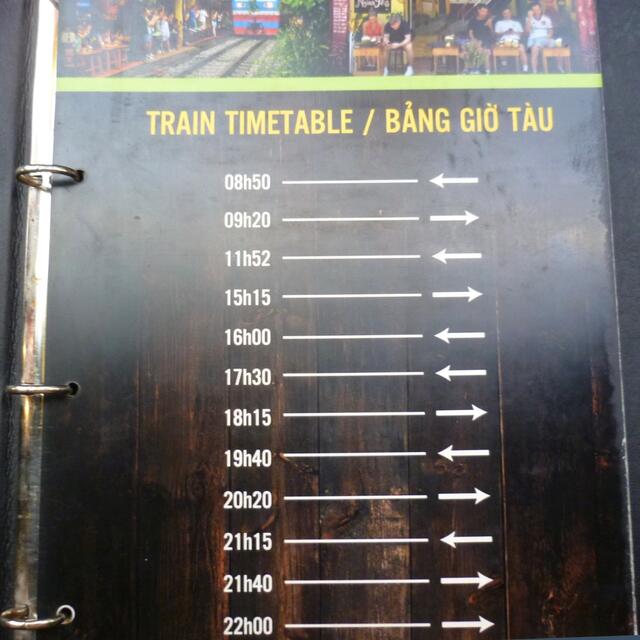 TRAIN TIMETABLE / BẢNG GIỜ TÀU
08h50
09h20
11h52
15h15
16h00
17h30
18h15
19h40
20h20
21h15
21h40
22h00